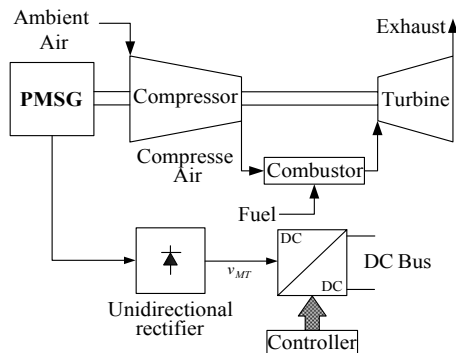 Ambient
Air
Exhaust
PMSG
Compressor
Turbine
Compresse
Air
Combustor
Fuel
DC
DC
v_MT
DC Bus
Unidirectional
rectifier
Controller